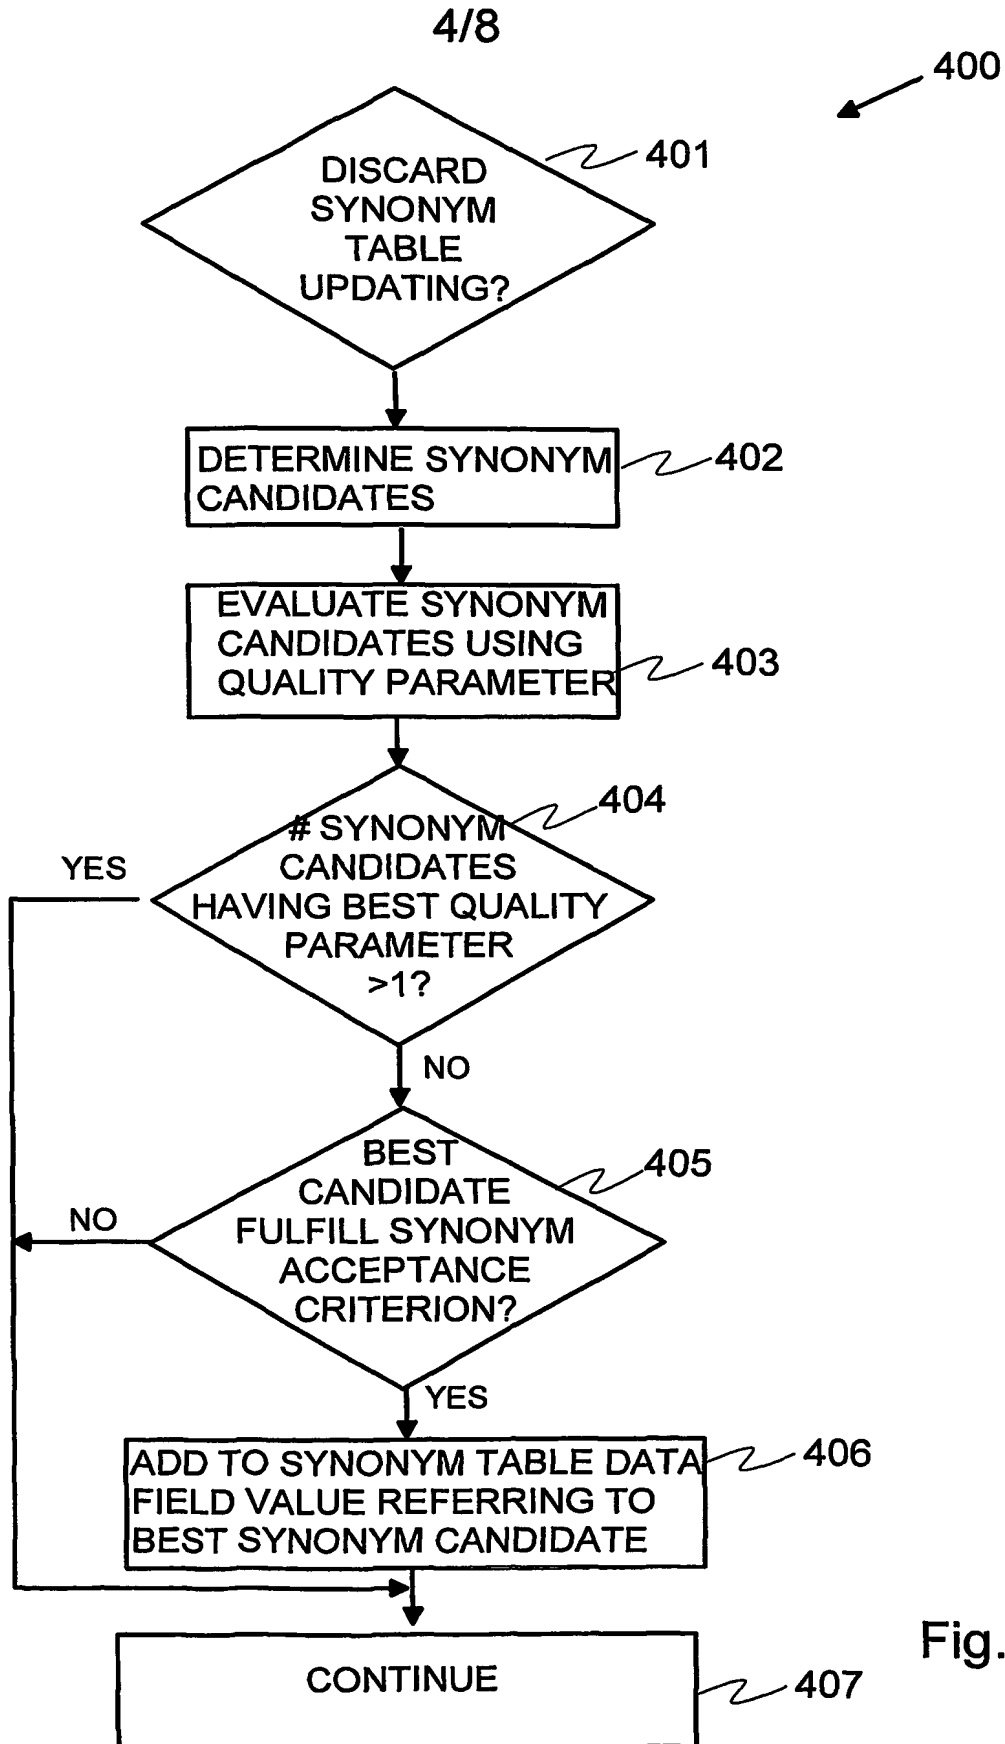 4/8
400
401
DISCARD
SYNONYM
TABLE
UPDATING?
DETERMINE SYNONYM
CANDIDATES
402
EVALUATE SYNONYM
CANDIDATES USING
QUALITY PARAMETER
403
404
# SYNONYM
CANDIDATES
HAVING BEST QUALITY
PARAMETER
>1?
YES
NO
BEST
CANDIDATE
FULFILL SYNONYM
ACCEPTANCE
CRITERION?
405
NO
YES
ADD TO SYNONYM TABLE DATA
FIELD VALUE REFERRING TO
BEST SYNONYM CANDIDATE
406
Fig.
CONTINUE
407